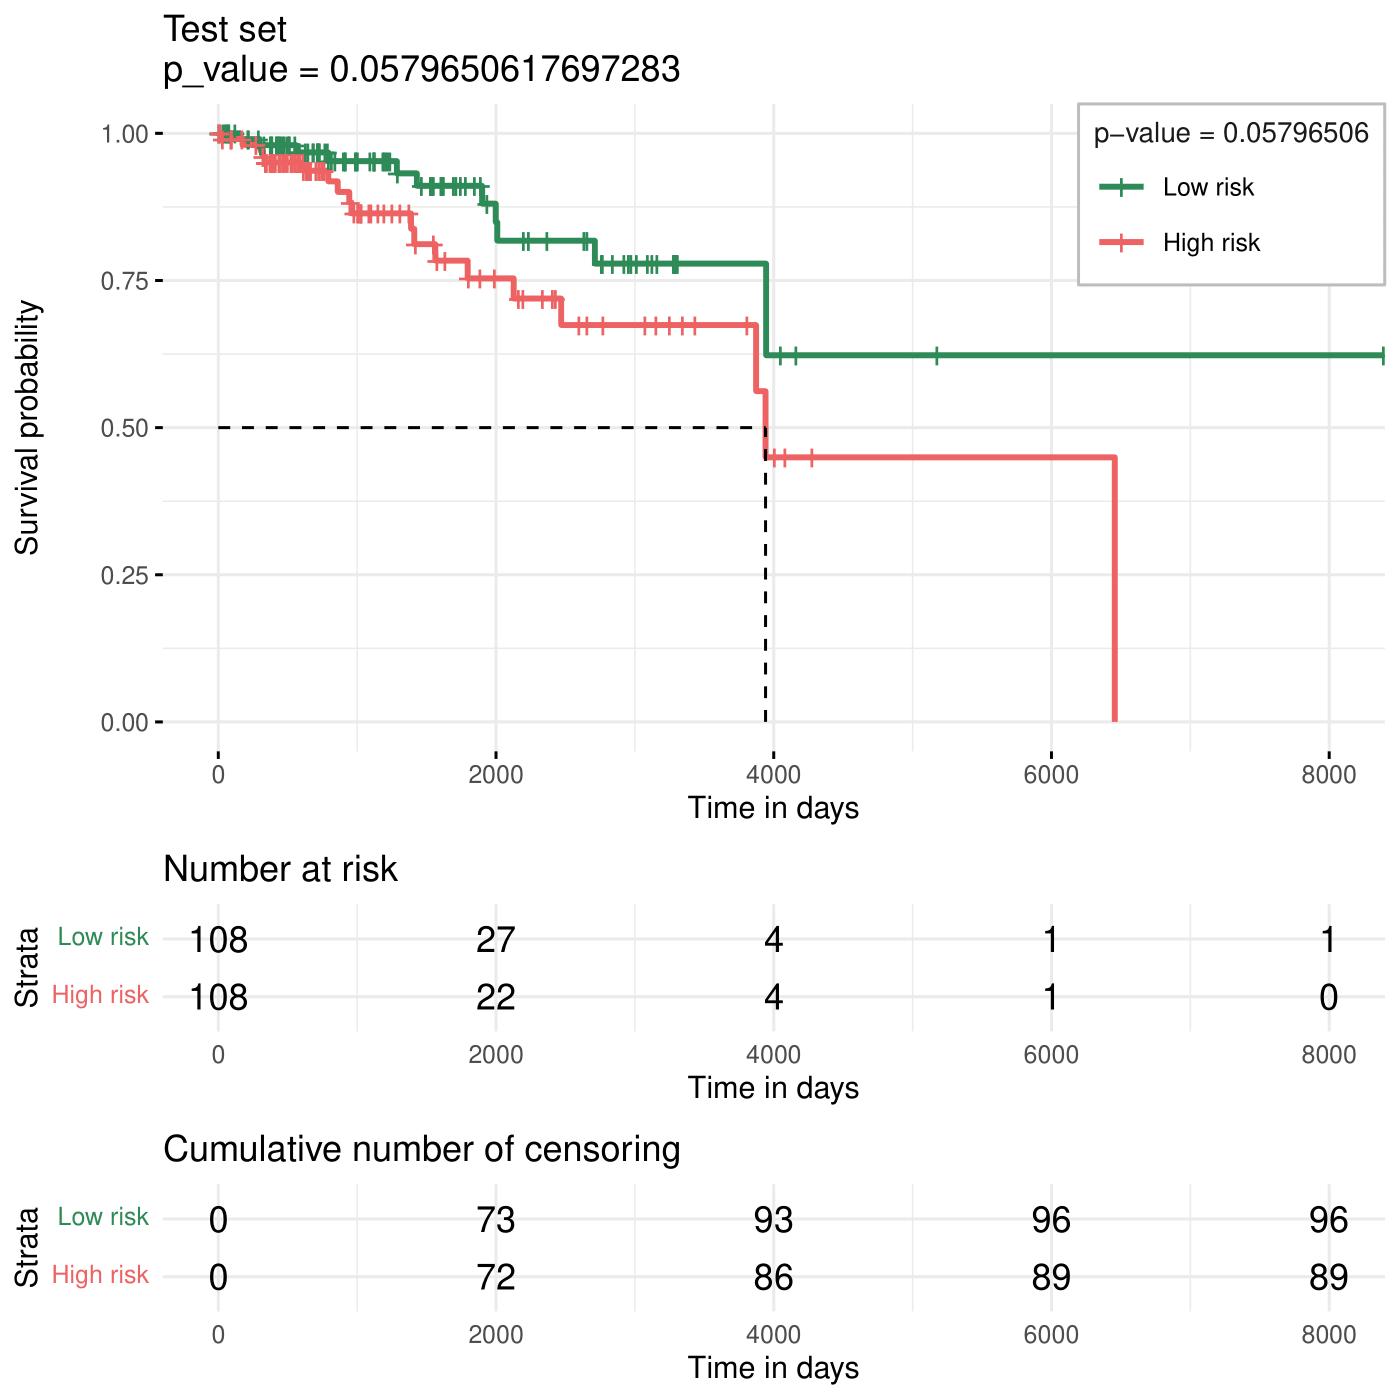 Test set
p_value = 0.0579650617697283
p−value = 0.05796506
Low risk
High risk
Survival probability
1.00
0.75
0.50
0.25
0.00
0 2000 4000 6000 8000
Time in days
Number at risk
Strata
Low risk 108 27 4 1 1
High risk 108 22 4 1 0
0 2000 4000 6000 8000
Time in days
Cumulative number of censoring
Strata
Low risk 0 73 93 96 96
High risk 0 72 86 89 89
0 2000 4000 6000 8000
Time in days